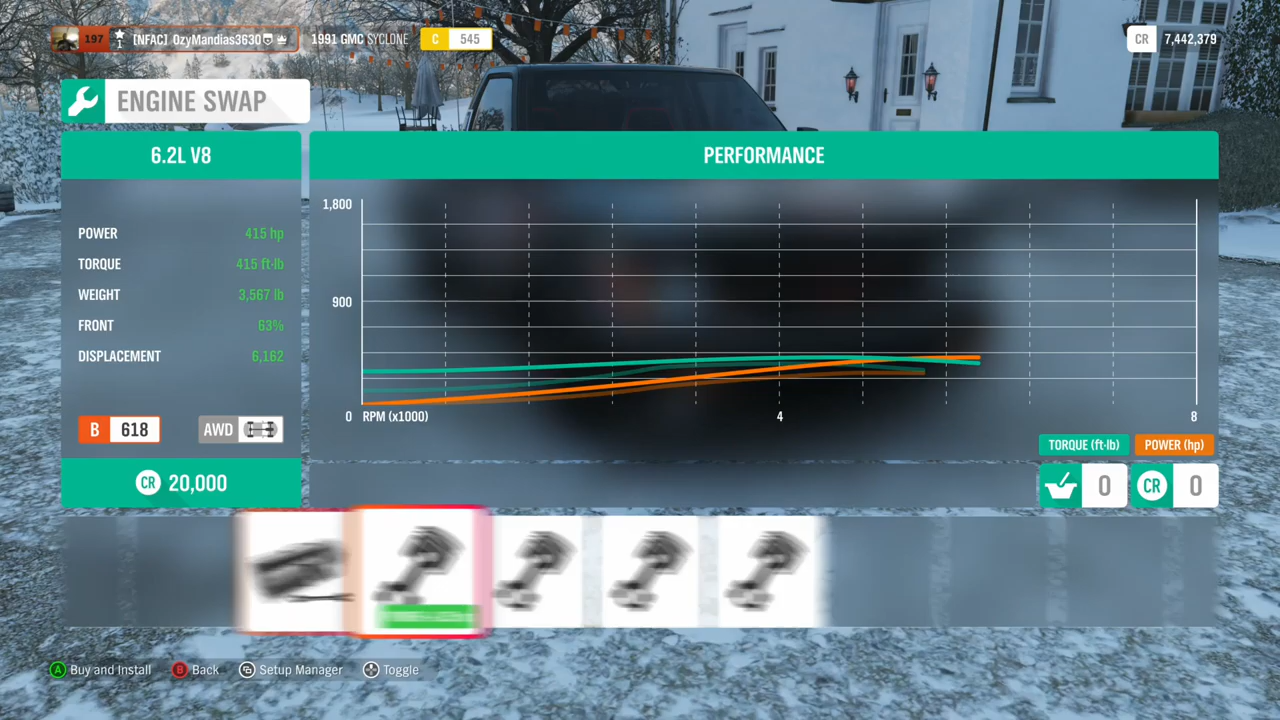 197 1 [NFAC] OzyMandias3630 1991 GMC SYCLONE C 545 CR 7,442,379
ENGINE SWAP
6.2L V8
PERFORMANCE
POWER 415 hp
TORQUE 415 ft·lb
WEIGHT 3,567 lb
FRONT 63%
DISPLACEMENT 6,162
B 618 AWD
CR 20,000
1,800
900
0 RPM (x1000) 4 8
TORQUE (ft·lb) POWER (hp)
0 CR 0
A Buy and Install B Back Setup Manager Toggle